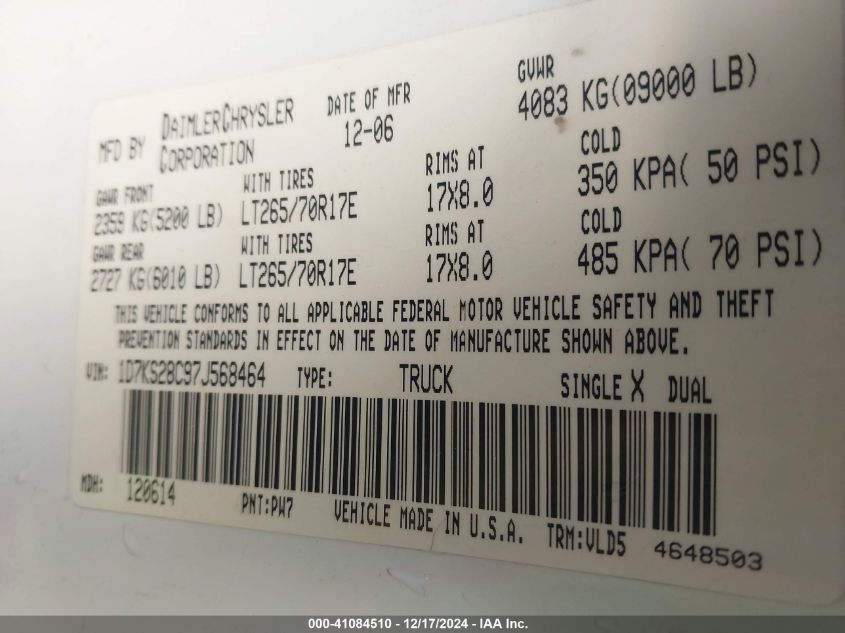 MFD BY DAIMLERCHRYSLER CORPORATION
DATE OF MFR 12-06
GVWR 4083 KG(09000 LB)
GAWR FRONT WITH TIRES RIMS AT COLD
2359 KG(5200 LB) LT265/70R17E 17X8.0 350 KPA( 50 PSI)
GAWR REAR WITH TIRES RIMS AT COLD
2727 KG(6010 LB) LT265/70R17E 17X8.0 485 KPA( 70 PSI)
THIS VEHICLE CONFORMS TO ALL APPLICABLE FEDERAL MOTOR VEHICLE SAFETY AND THEFT
PREVENTION STANDARDS IN EFFECT ON THE DATE OF MANUFACTURE SHOWN ABOVE.
VIN: 1D7KS28C97J568464 TYPE: TRUCK SINGLE X DUAL
MDH: 120614 PNT:PW7 VEHICLE MADE IN U.S.A. TRM:VLD5 4648503
000-41084510 - 12/17/2024 - IAA Inc.